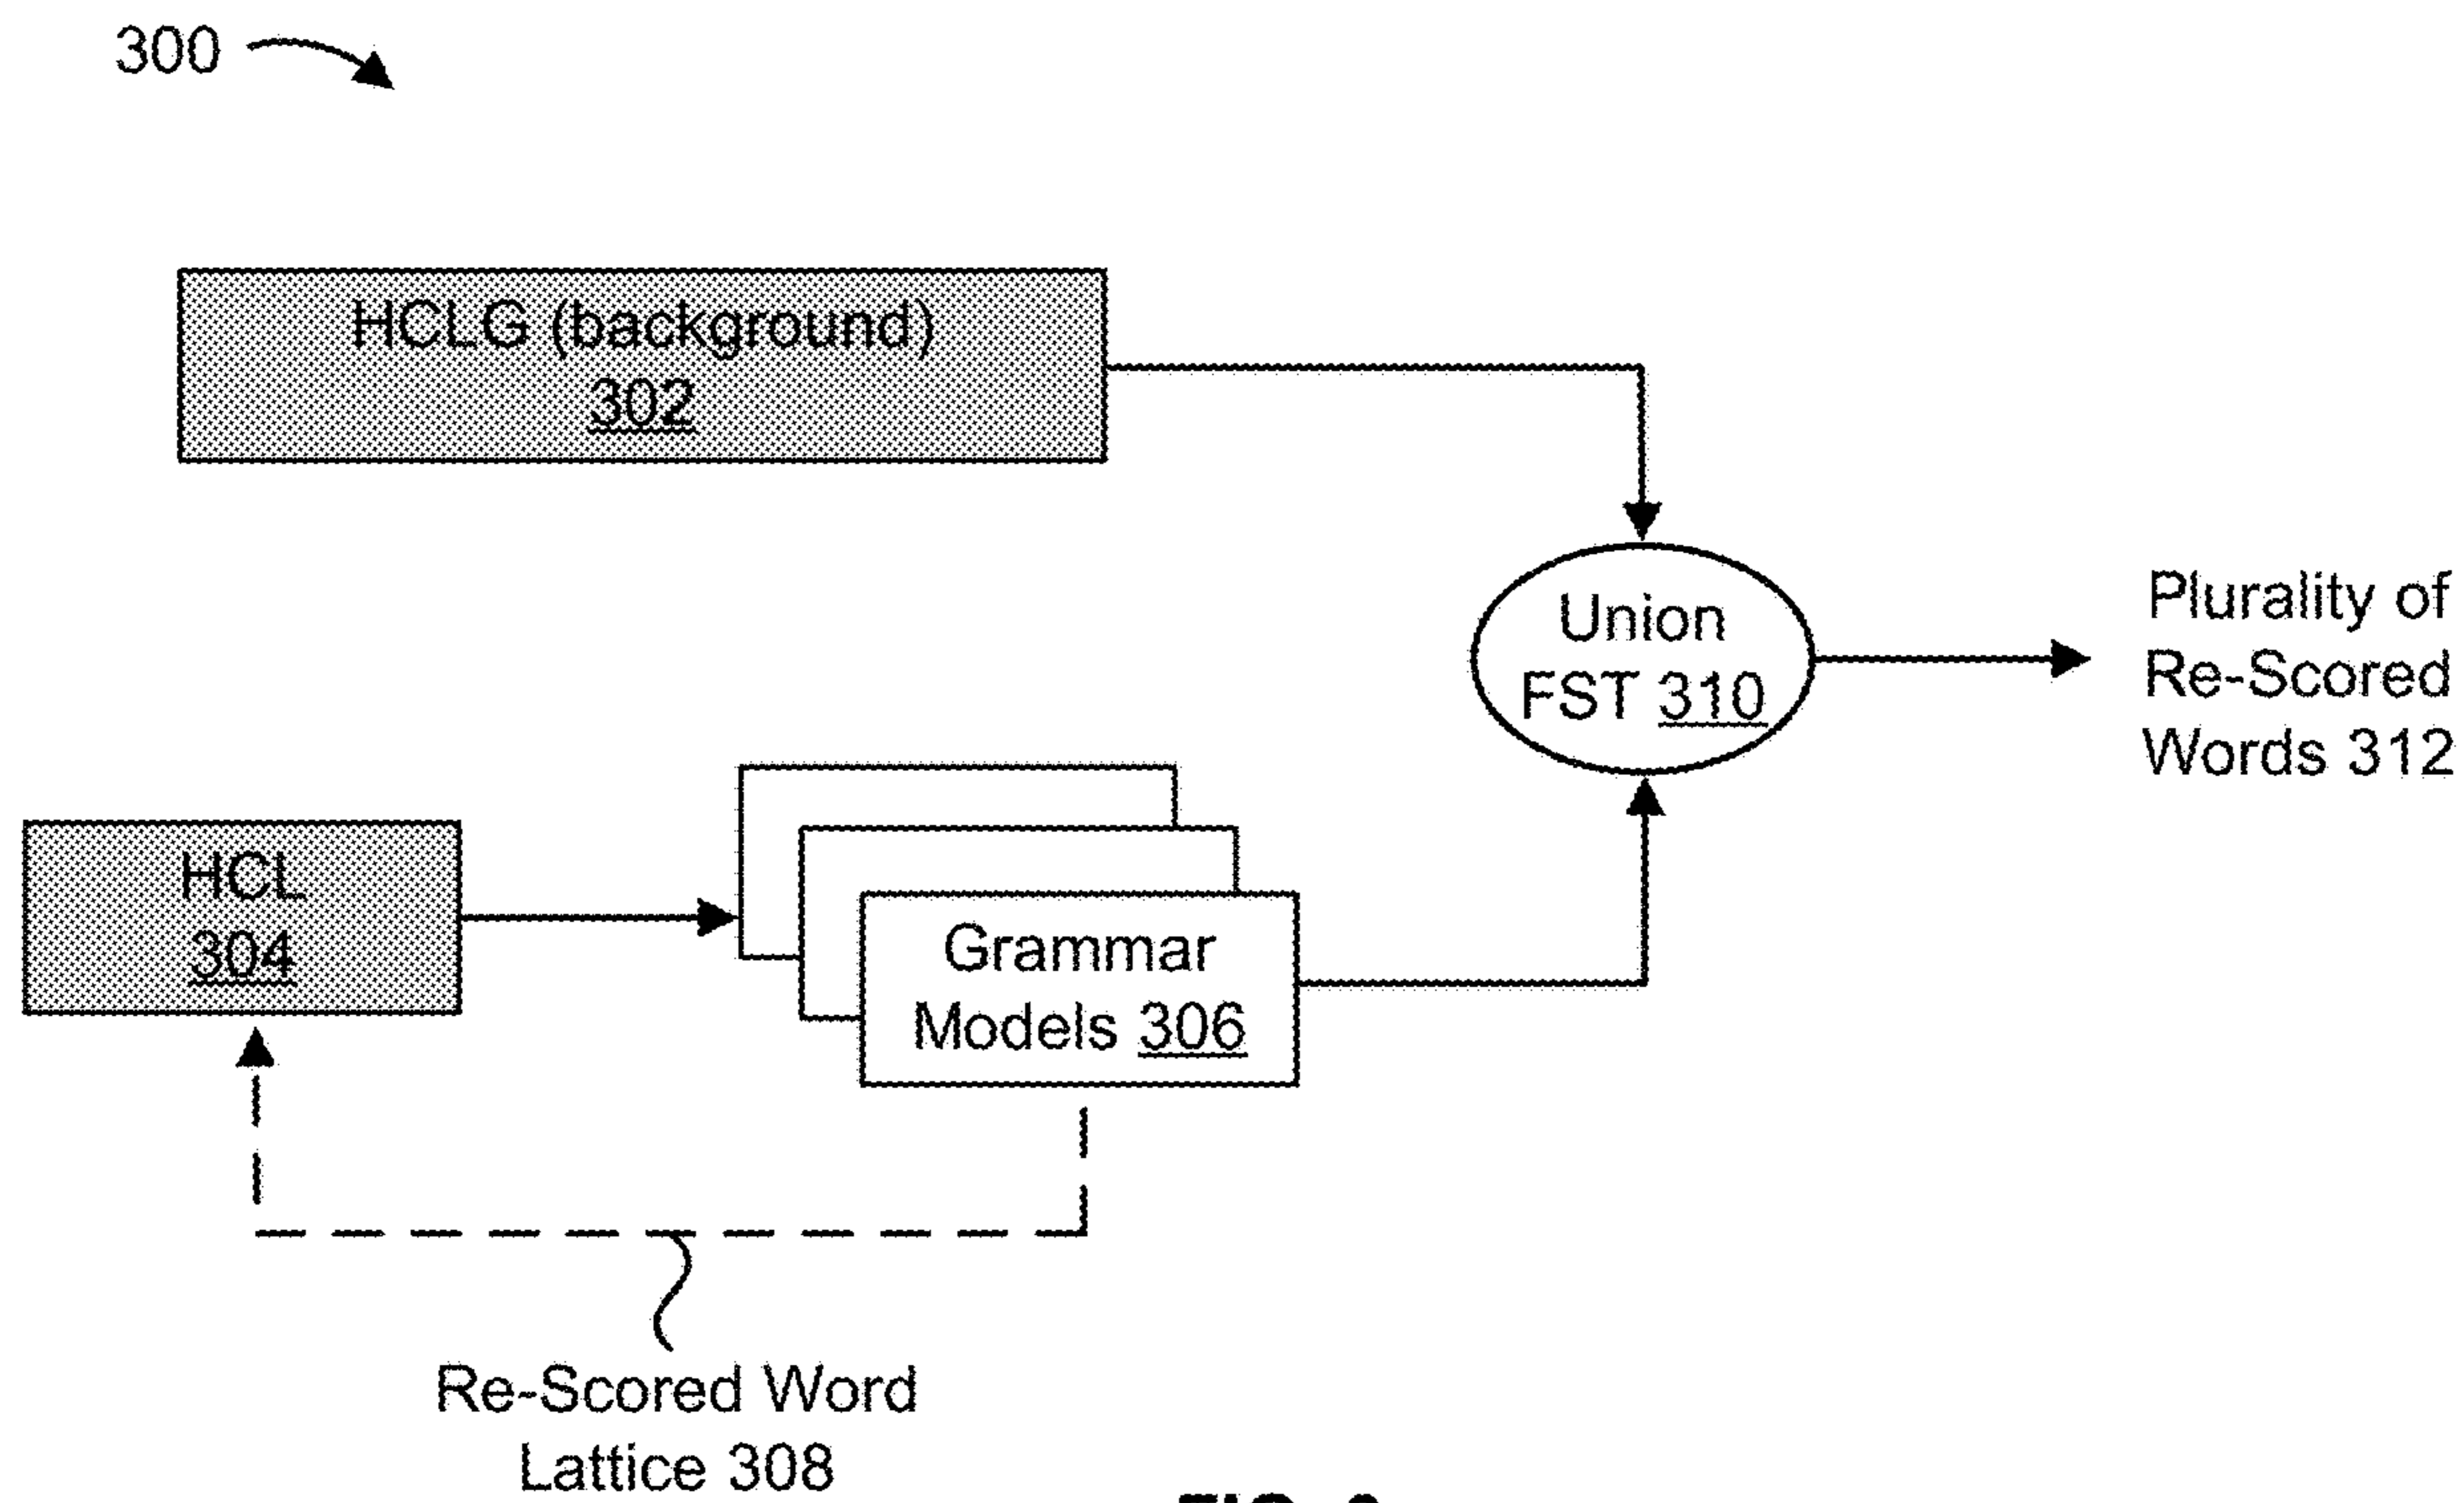 300
HCLG (background)
302
Union
FST 310
Plurality of
Re-Scored
Words 312
HCL
304
Grammar
Models 306
Re-Scored Word
Lattice 308